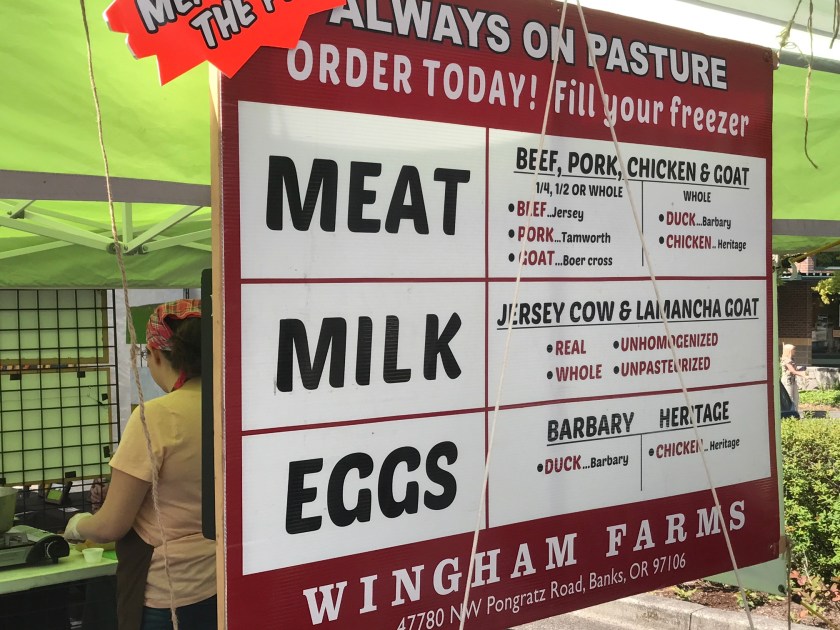 THE
ALWAYS ON PASTURE
ORDER TODAY! Fill your freezer
MEAT
BEEF, PORK, CHICKEN & GOAT
1/4, 1/2 OR WHOLE
•BEEF...Jersey
•PORK...Tamworth
•GOAT...Boer cross
WHOLE
•DUCK...Barbary
•CHICKEN... Heritage
MILK
JERSEY COW & LAMANCHA GOAT
•REAL •UNHOMOGENIZED
•WHOLE •UNPASTEURIZED
EGGS
BARBARY HERITAGE
•DUCK...Barbary
•CHICKEN... Heritage
WINGHAM FARMS
47780 NW Pongratz Road, Banks, OR 97106